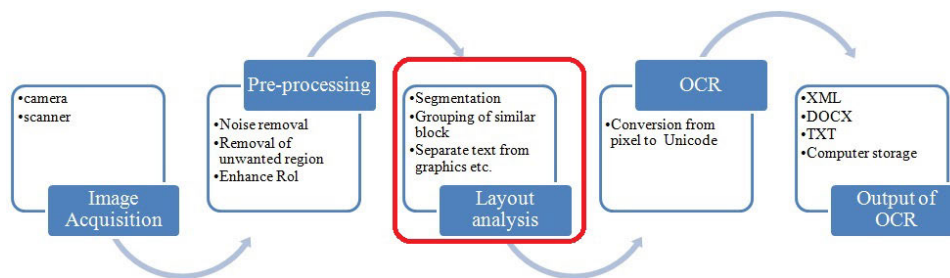 •camera
•scanner
Image
Acquisition
Pre-processing
•Noise removal
•Removal of
unwanted region
•Enhance RoI
•Segmentation
•Grouping of similar
block
•Separate text from
graphics etc.
Layout
analysis
OCR
•Conversion from
pixel to Unicode
•XML
•DOCX
•TXT
•Computer storage
Output of
OCR